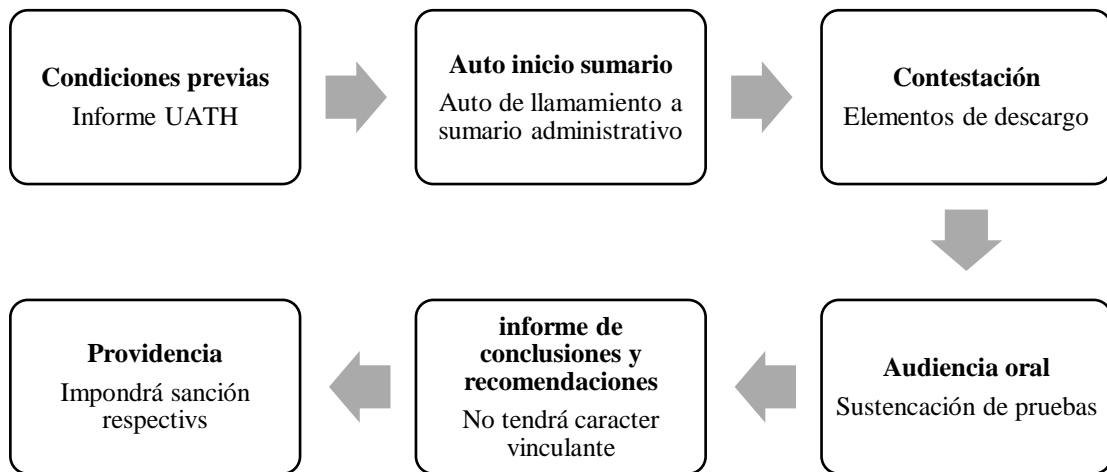 Condiciones previas
Informe UATH
Auto inicio sumario
Auto de llamamiento a
sumario administrativo
Contestación
Elementos de descargo
Audiencia oral
Sustencación de pruebas
informe de
conclusiones y
recomendaciones
No tendrá caracter
vinculante
Providencia
Impondrá sanción
respectivs